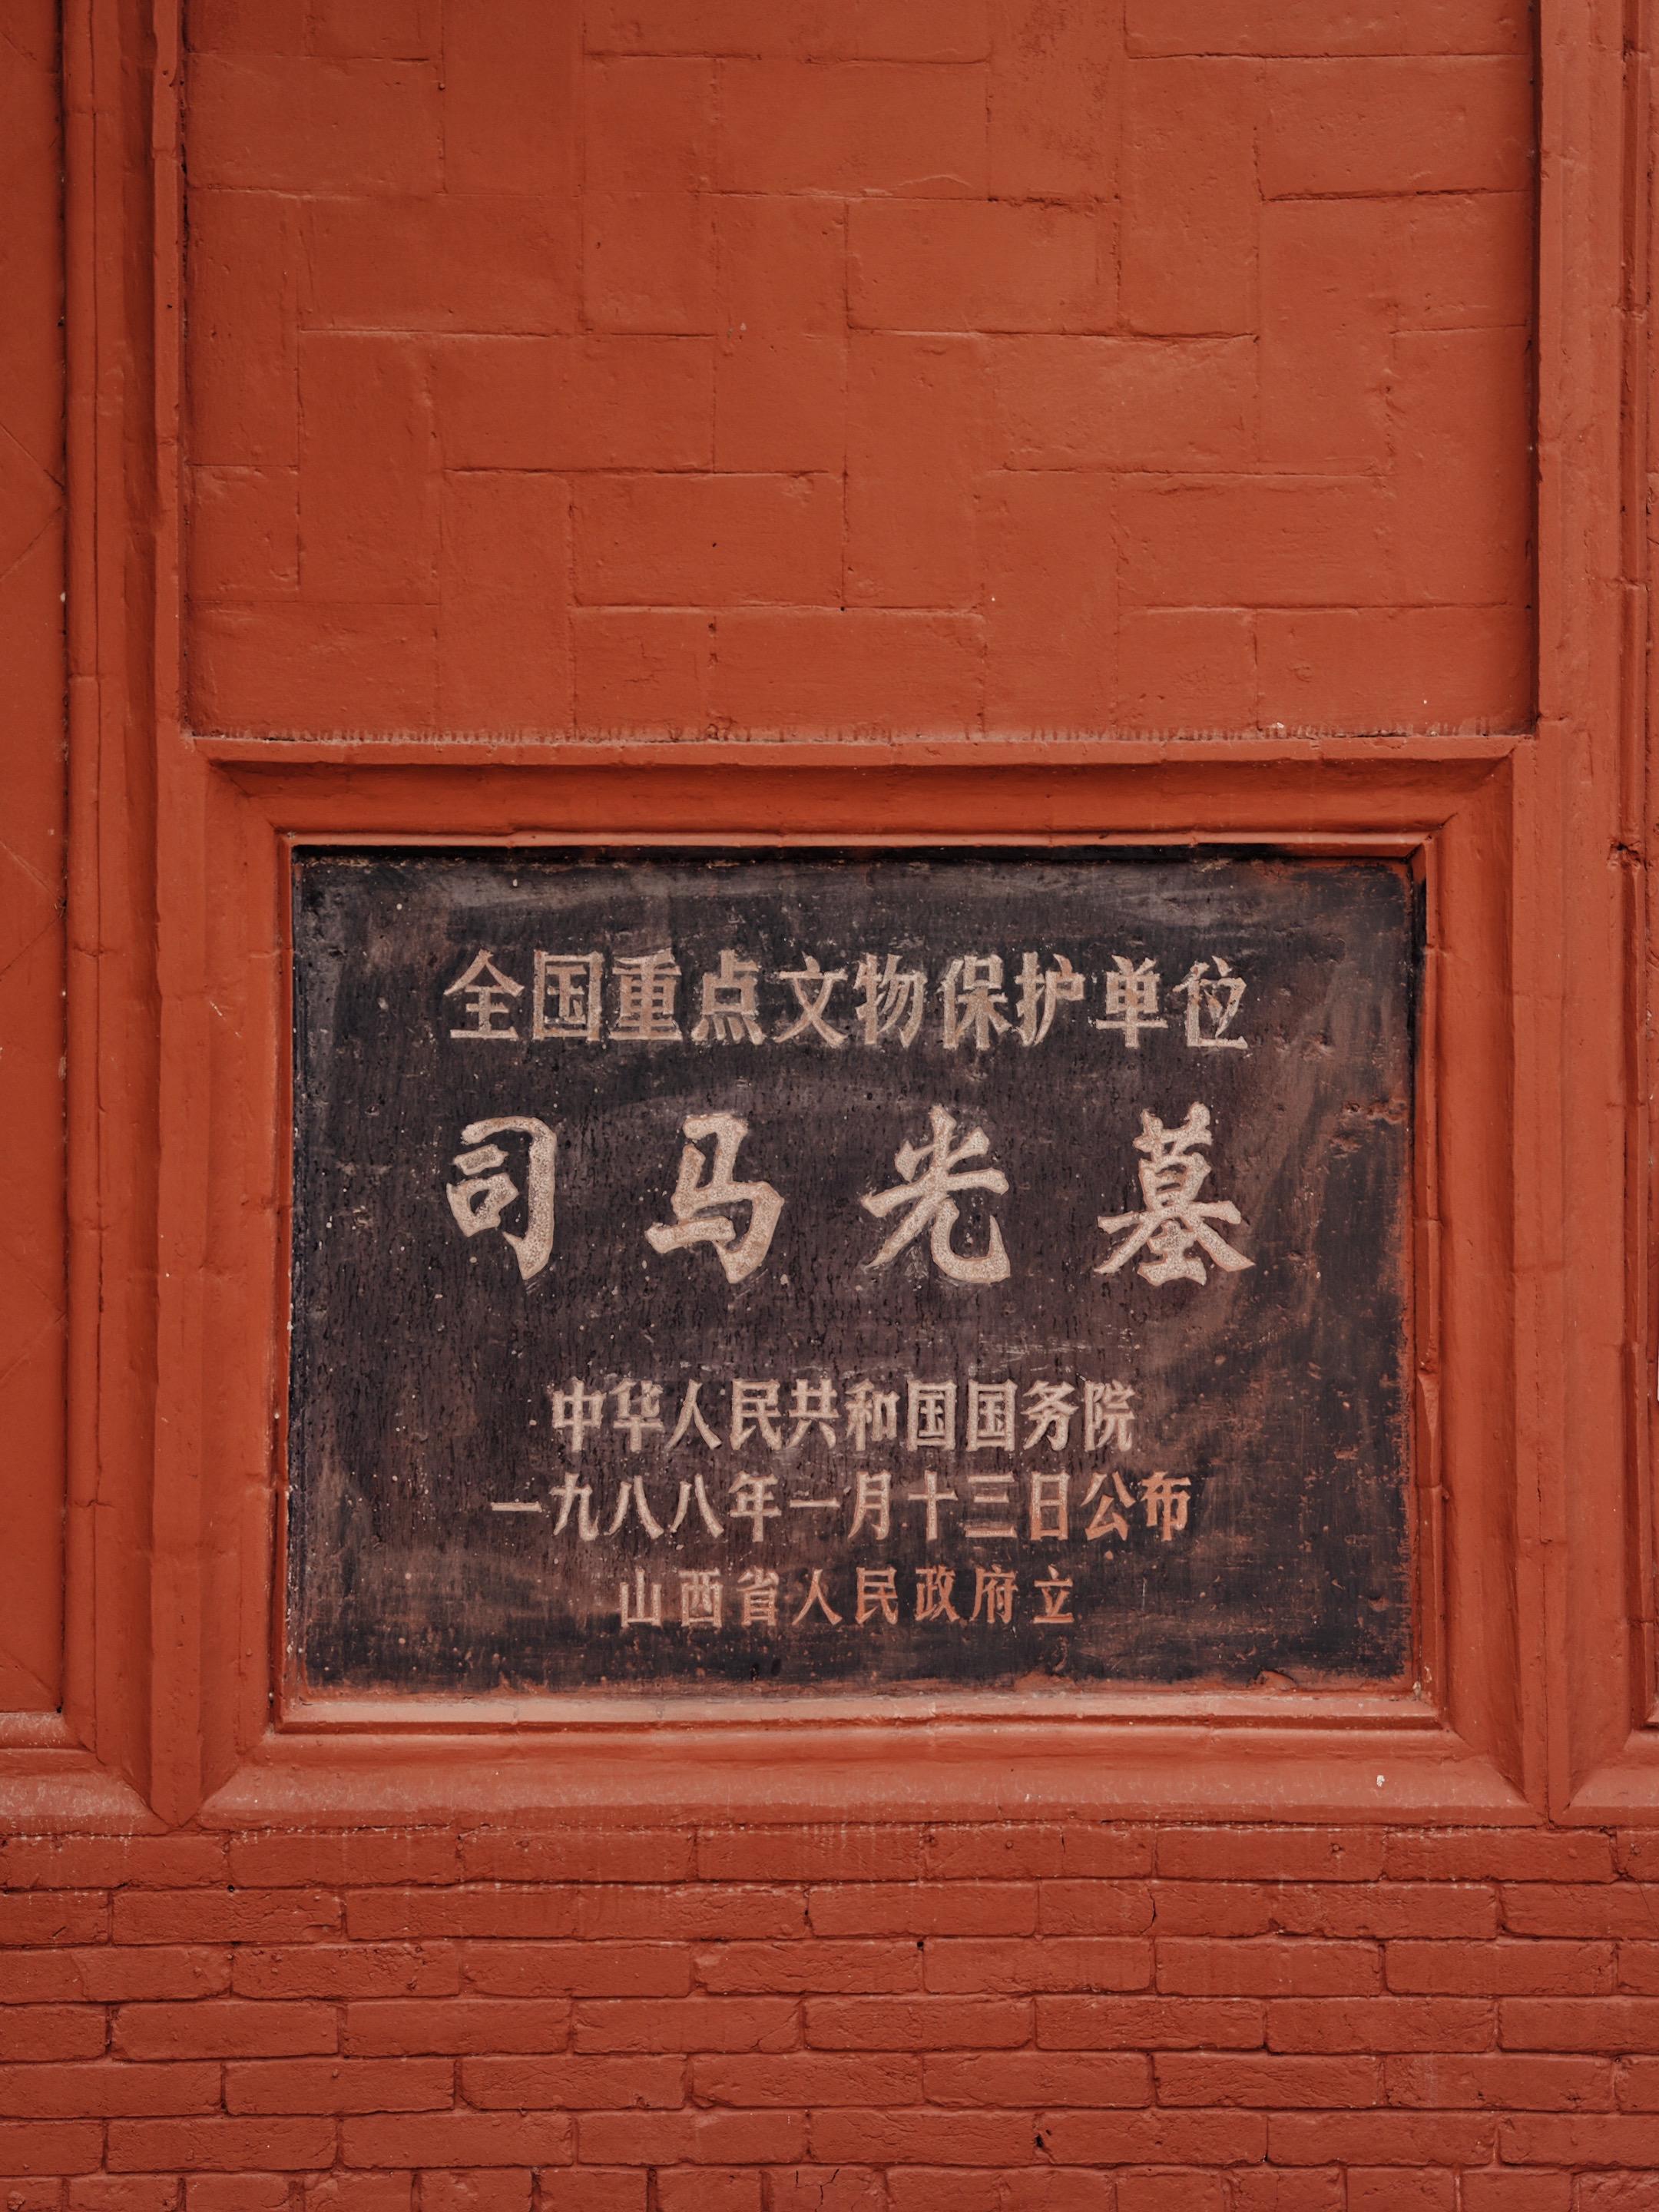 全国重点文物保护单位
司马光墓
中华人民共和国国务院
一九八八年一月十三日公布
山西省人民政府立